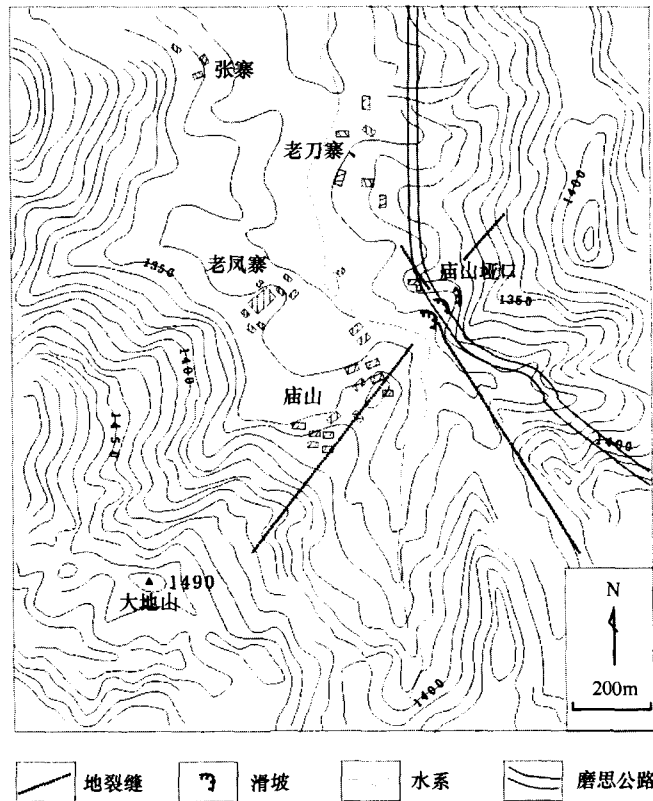 张寨
老刀寨
1400
老凤寨
庙山垭口
1350
1350
1400
庙山
1450
1400
1490
大地山
1400
N
200m
地裂缝
滑坡
水系
磨思公路